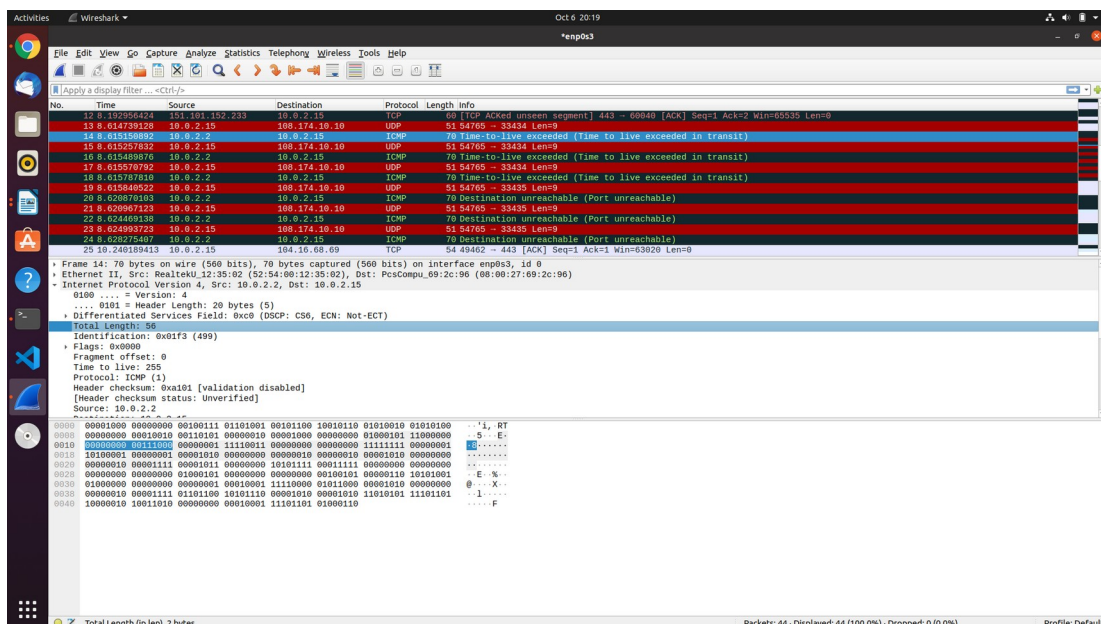 Activities Wireshark Oct 6 20:19
*enp0s3
File Edit View Go Capture Analyze Statistics Telephony Wireless Tools Help
Apply a display filter ... <Ctrl-/>
No. Time Source Destination Protocol Length Info
12 8.192956424 151.101.152.233 10.0.2.15 TCP 60 [TCP ACKed unseen segment] 443 → 60040 [ACK] Seq=1 Ack=2 Win=65535 Len=0
13 8.614739128 10.0.2.15 108.174.10.10 UDP 51 54765 → 33434 Len=9
14 8.615150892 10.0.2.2 10.0.2.15 ICMP 70 Time-to-live exceeded (Time to live exceeded in transit)
15 8.615257832 10.0.2.15 108.174.10.10 UDP 51 54765 → 33434 Len=9
16 8.615489876 10.0.2.2 10.0.2.15 ICMP 70 Time-to-live exceeded (Time to live exceeded in transit)
17 8.615570792 10.0.2.15 108.174.10.10 UDP 51 54765 → 33434 Len=9
18 8.615787810 10.0.2.2 10.0.2.15 ICMP 70 Time-to-live exceeded (Time to live exceeded in transit)
19 8.615840522 10.0.2.15 108.174.10.10 UDP 51 54765 → 33435 Len=9
20 8.620870103 10.0.2.2 10.0.2.15 ICMP 70 Destination unreachable (Port unreachable)
21 8.620967123 10.0.2.15 108.174.10.10 UDP 51 54765 → 33435 Len=9
22 8.624469138 10.0.2.2 10.0.2.15 ICMP 70 Destination unreachable (Port unreachable)
23 8.624993723 10.0.2.15 108.174.10.10 UDP 51 54765 → 33435 Len=9
24 8.628275407 10.0.2.2 10.0.2.15 ICMP 70 Destination unreachable (Port unreachable)
25 10.240189413 10.0.2.15 104.16.68.69 TCP 54 49462 → 443 [ACK] Seq=1 Ack=1 Win=63020 Len=0
Frame 14: 70 bytes on wire (560 bits), 70 bytes captured (560 bits) on interface enp0s3, id 0
Ethernet II, Src: RealtekU_12:35:02 (52:54:00:12:35:02), Dst: PcsCompu_69:2c:96 (08:00:27:69:2c:96)
Internet Protocol Version 4, Src: 10.0.2.2, Dst: 10.0.2.15
0100 .... = Version: 4
.... 0101 = Header Length: 20 bytes (5)
Differentiated Services Field: 0xc0 (DSCP: CS6, ECN: Not-ECT)
Total Length: 56
Identification: 0x01f3 (499)
Flags: 0x0000
Fragment offset: 0
Time to live: 255
Protocol: ICMP (1)
Header checksum: 0xa101 [validation disabled]
[Header checksum status: Unverified]
Source: 10.0.2.2
0000 00001000 00000000 00100111 01101001 00101100 10010110 01010010 01010100 ··'i,·RT
0008 00000000 00010010 00110101 00000010 00001000 00000000 01000101 11000000 ··5···E·
0010 00000000 00111000 00000001 11110011 00000000 00000000 11111111 00000001 ·8······
0018 10100001 00000001 00001010 00000000 00000010 00000010 00001010 00000000 ········
0020 00000010 00001111 00001011 00000000 10101111 00011111 00000000 00000000 ········
0028 00000000 00000000 01000101 00000000 00000000 00100101 00000110 10101001 ··E··%··
0030 01000000 00000000 00000001 00010001 11110000 01011000 00001010 00000000 @····X··
0038 00000010 00001111 01101100 10101110 00001010 00001010 11010101 11101101 ··l·····
0040 10000010 10011010 00000000 00010001 11101101 01000110 ·····F
Total Length (ip.len), 2 bytes Packets: 44 · Displayed: 44 (100.0%) · Dropped: 0 (0.0%) Profile: Default